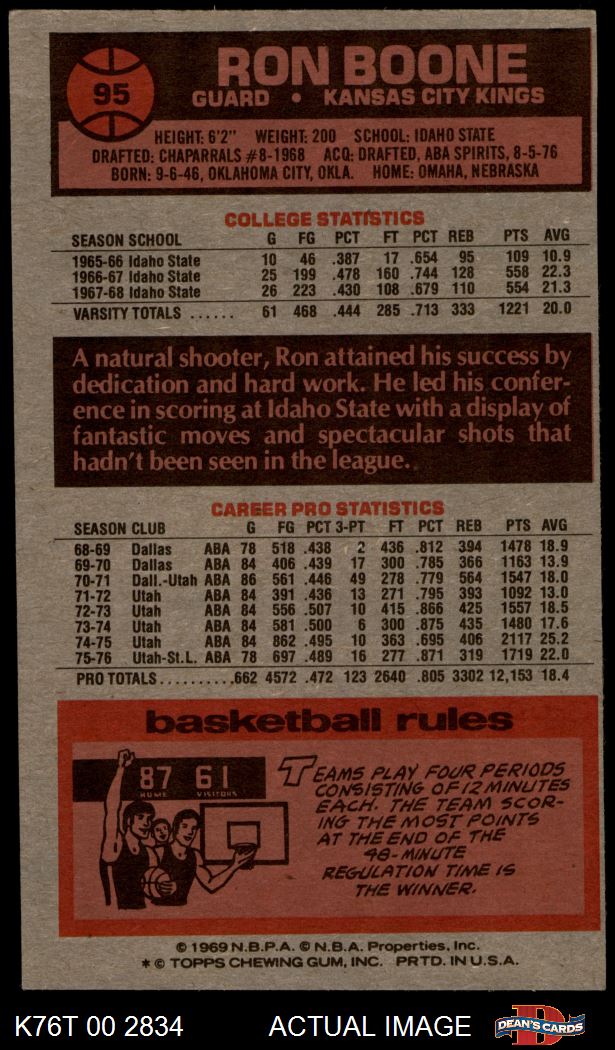 95
RON BOONE
GUARD • KANSAS CITY KINGS
HEIGHT: 6'2" WEIGHT: 200 SCHOOL: IDAHO STATE
DRAFTED: CHAPARRALS #8-1968 ACQ: DRAFTED, ABA SPIRITS, 8-5-76
BORN: 9-6-46, OKLAHOMA CITY, OKLA. HOME: OMAHA, NEBRASKA
COLLEGE STATISTICS
SEASON SCHOOL G FG PCT FT PCT REB PTS AVG
1965-66 Idaho State 10 46 .387 17 .654 95 109 10.9
1966-67 Idaho State 25 199 .478 160 .744 128 558 22.3
1967-68 Idaho State 26 223 .430 108 .679 110 554 21.3
VARSITY TOTALS ...... 61 468 .444 285 .713 333 1221 20.0
A natural shooter, Ron attained his success by
dedication and hard work. He led his confer-
ence in scoring at Idaho State with a display of
fantastic moves and spectacular shots that
hadn't been seen in the league.
CAREER PRO STATISTICS
SEASON CLUB G FG PCT 3-PT FT PCT REB PTS AVG
68-69 Dallas ABA 78 518 .438 2 436 .812 394 1478 18.9
69-70 Dallas ABA 84 406 .439 17 300 .785 366 1163 13.9
70-71 Dall.-Utah ABA 86 561 .446 49 278 .779 564 1547 18.0
71-72 Utah ABA 84 391 .436 13 271 .795 393 1092 13.0
72-73 Utah ABA 84 556 .507 10 415 .866 425 1557 18.5
73-74 Utah ABA 84 581 .500 6 300 .875 435 1480 17.6
74-75 Utah ABA 84 862 .495 10 363 .695 406 2117 25.2
75-76 Utah-St.L. ABA 78 697 .489 16 277 .871 319 1719 22.0
PRO TOTALS.......... 662 4572 .472 123 2640 .805 3302 12,153 18.4
basketball rules
87 61
HOME VISITORS
TEAMS PLAY FOUR PERIODS
CONSISTING OF 12 MINUTES
EACH. THE TEAM SCOR-
ING THE MOST POINTS
AT THE END OF THE
48-MINUTE
REGULATION TIME IS
THE WINNER.
© 1969 N.B.P.A. © N.B.A. Properties, Inc.
* © TOPPS CHEWING GUM, INC. PRTD. IN U.S.A.
K76T 00 2834 ACTUAL IMAGE D DEAN'S CARDS